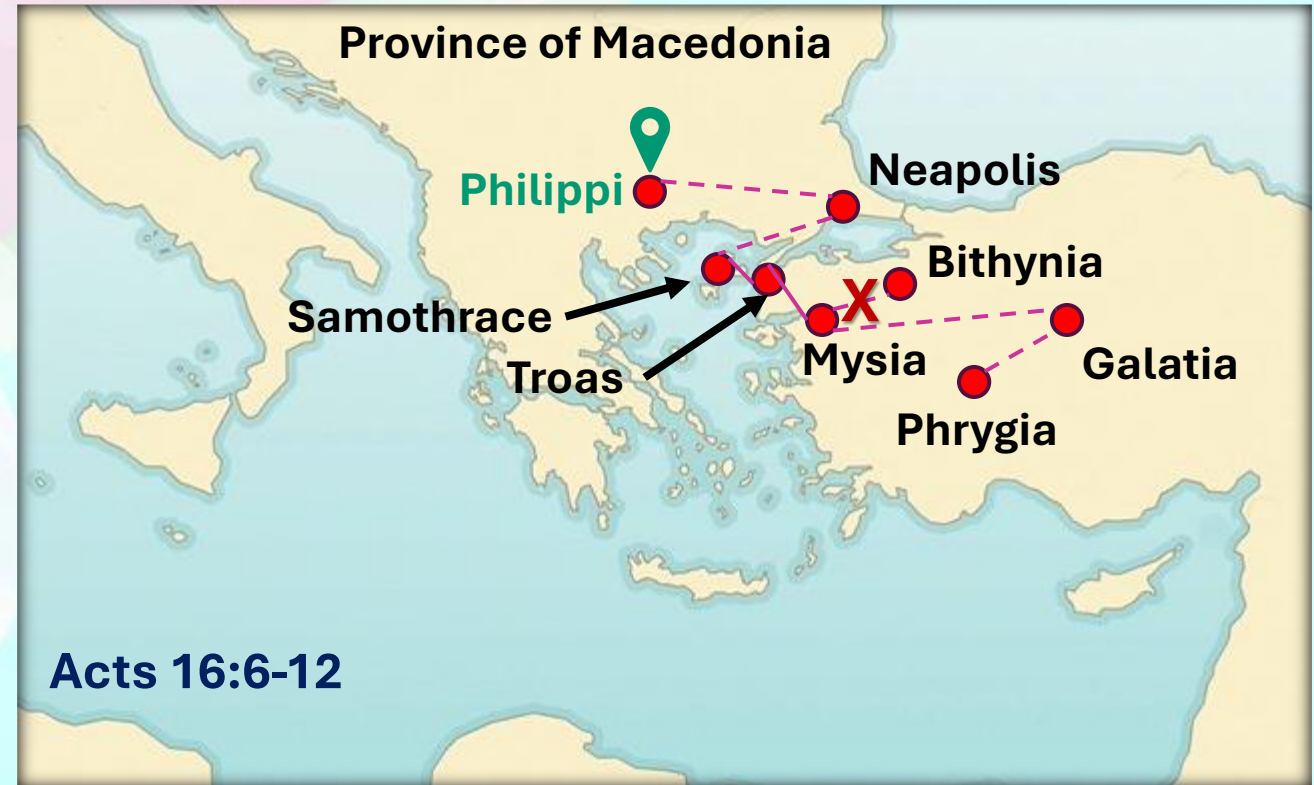 Province of Macedonia
Neapolis
Philippi
Bithynia
Samothrace
X
Mysia
Galatia
Troas
Phrygia
Acts 16:6-12